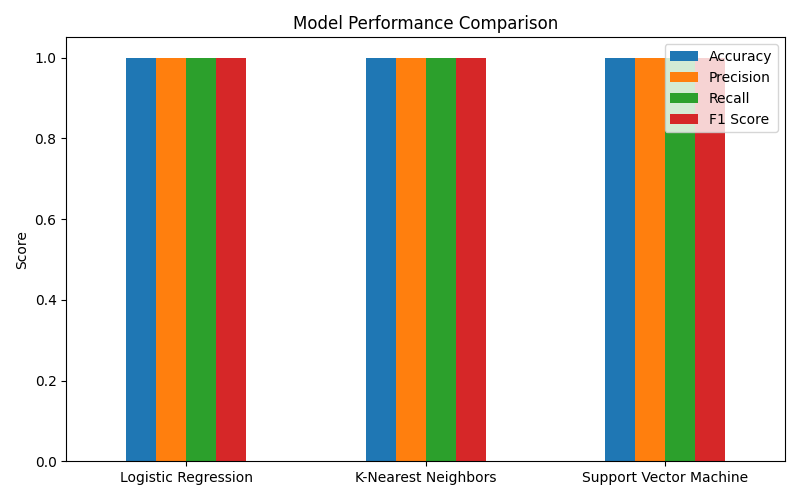 Model Performance Comparison
Accuracy
Precision
Recall
F1 Score
Score
1.0
0.8
0.6
0.4
0.2
0.0
Logistic Regression
K-Nearest Neighbors
Support Vector Machine